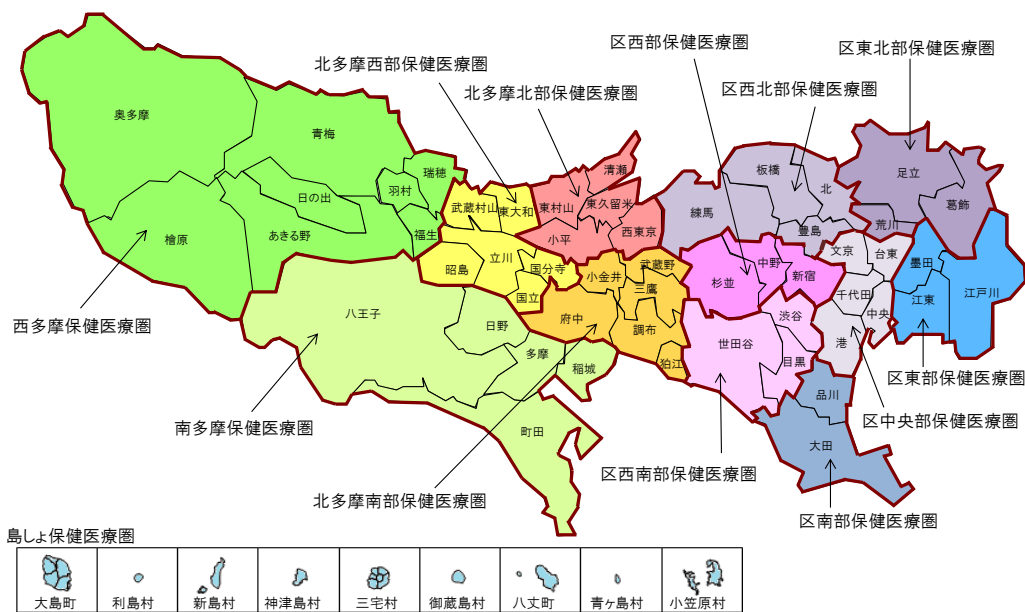 区西部保健医療圏
区東北部保健医療圏
北多摩西部保健医療圏
区西北部保健医療圏
北多摩北部保健医療圏
奥多摩
青梅
瑞穂
羽村
日の出
あきる野
福生
檜原
武蔵村山
東大和
昭島
立川
国分寺
国立
清瀬
東村山
東久留米
小平
西東京
小金井
武蔵野
三鷹
府中
調布
狛江
八王子
日野
多摩
稲城
町田
板橋
北
練馬
豊島
足立
葛飾
荒川
杉並
中野
新宿
文京
台東
千代田
中央
港
墨田
江東
江戸川
渋谷
世田谷
目黒
品川
大田
西多摩保健医療圏
南多摩保健医療圏
北多摩南部保健医療圏
区西南部保健医療圏
区東部保健医療圏
区中央部保健医療圏
区南部保健医療圏
島しょ保健医療圏
大島町
利島村
新島村
神津島村
三宅村
御蔵島村
八丈町
青ヶ島村
小笠原村